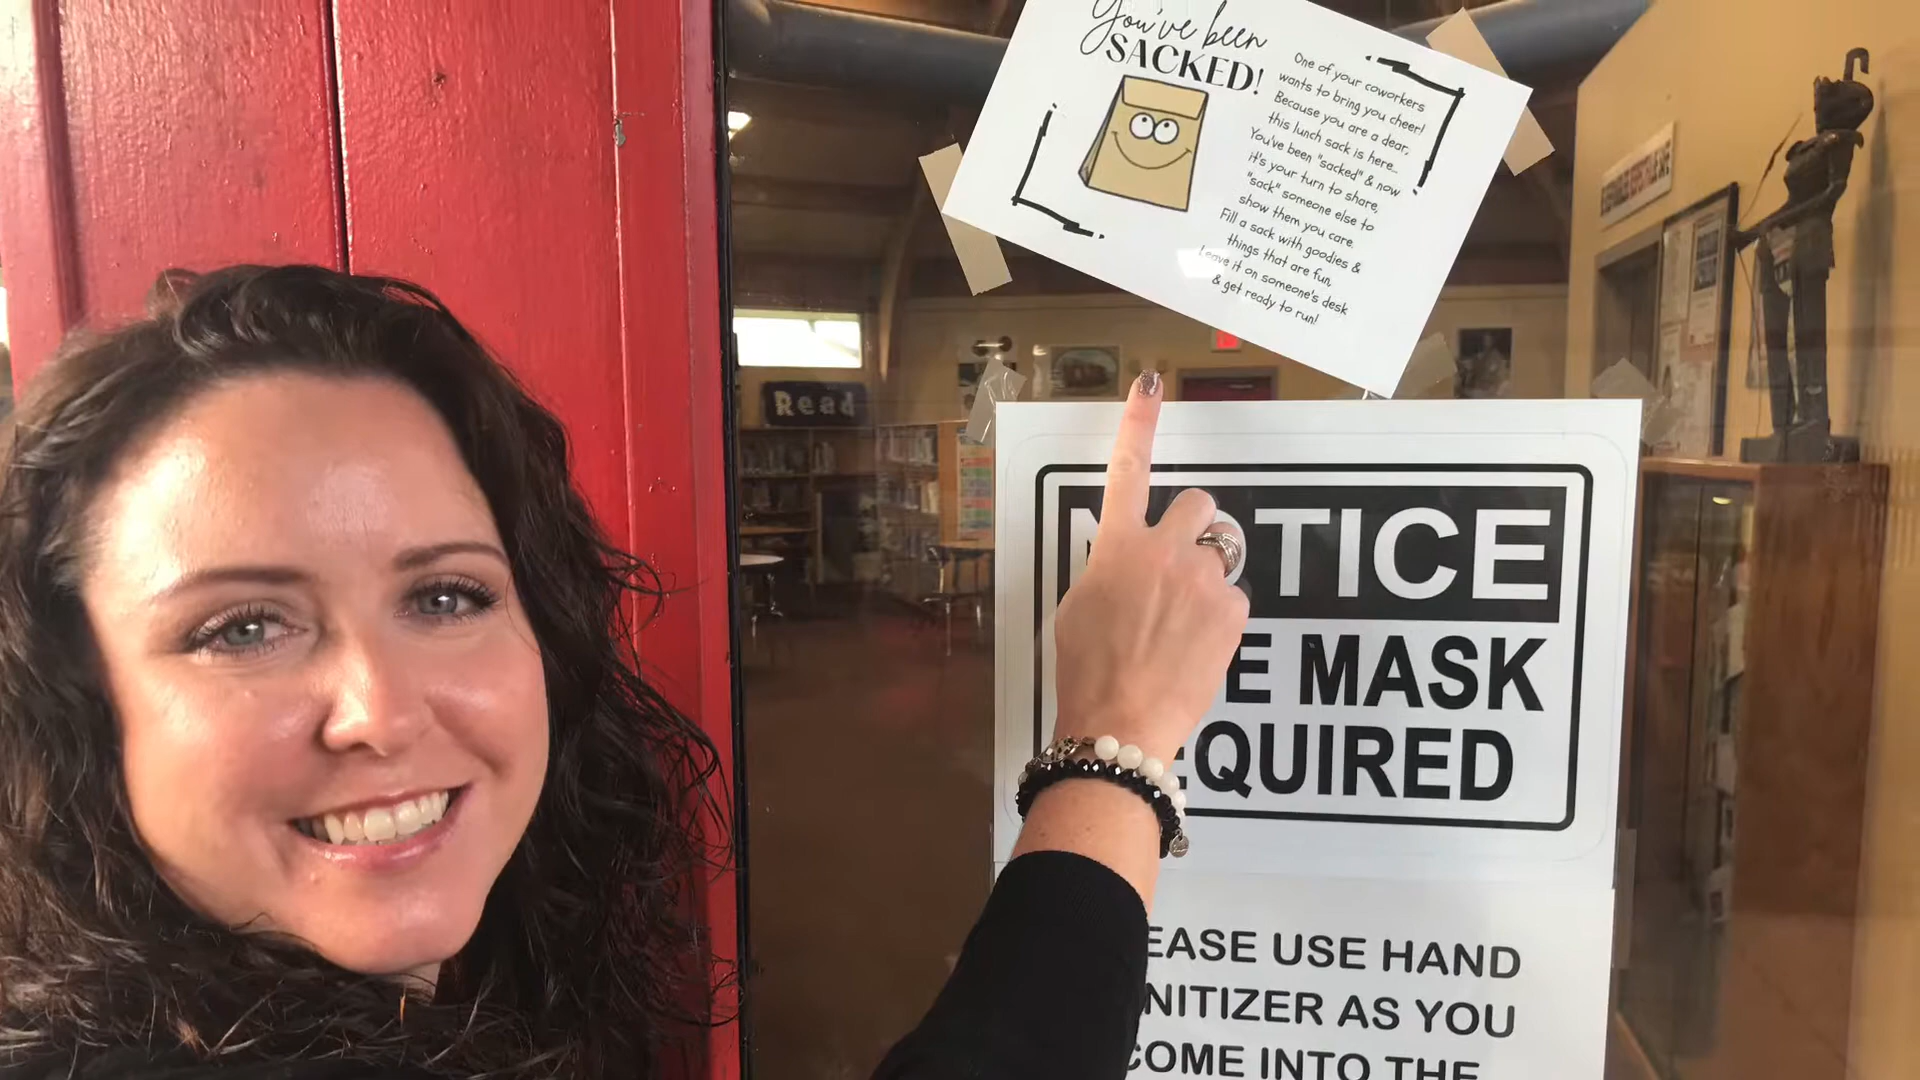 You've been
SACKED!
One of your coworkers
wants to bring you cheer!
Because you are a dear,
this lunch sack is here...
You've been "sacked" & now
it's your turn to share,
"sack" someone else to
show them you care.
Fill a sack with goodies &
things that are fun,
Leave it on someone's desk
& get ready to run!
Read
NOTICE
E MASK
EQUIRED
EASE USE HAND
NITIZER AS YOU
COME INTO THE